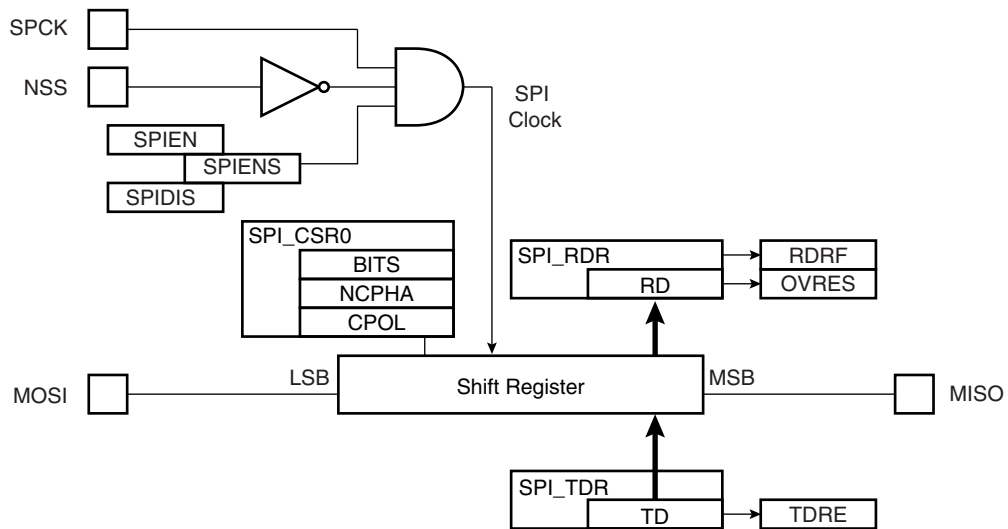 SPCK
NSS
SPI
Clock
SPIEN
SPIENS
SPIDIS
SPI_CSR0
BITS
NCPHA
CPOL
SPI_RDR
RD
RDRF
OVRES
MOSI
LSB
Shift Register
MSB
MISO
SPI_TDR
TD
TDRE